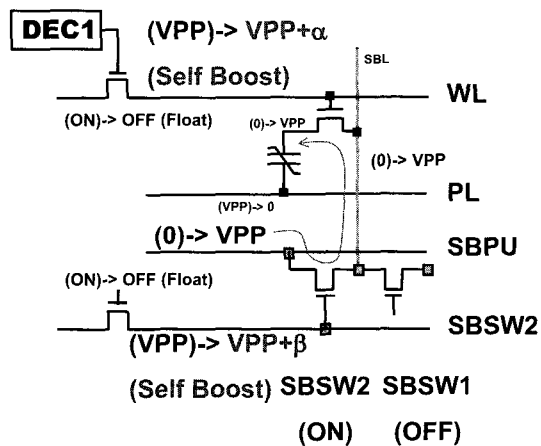 DEC1
(VPP)-> VPP+α
(Self Boost)
SBL
WL
(ON)-> OFF (Float)
(0)-> VPP
(0)-> VPP
PL
(VPP)-> 0
(0)-> VPP
SBPU
(ON)-> OFF (Float)
SBSW2
(VPP)-> VPP+β
(Self Boost) SBSW2 SBSW1
(ON) (OFF)